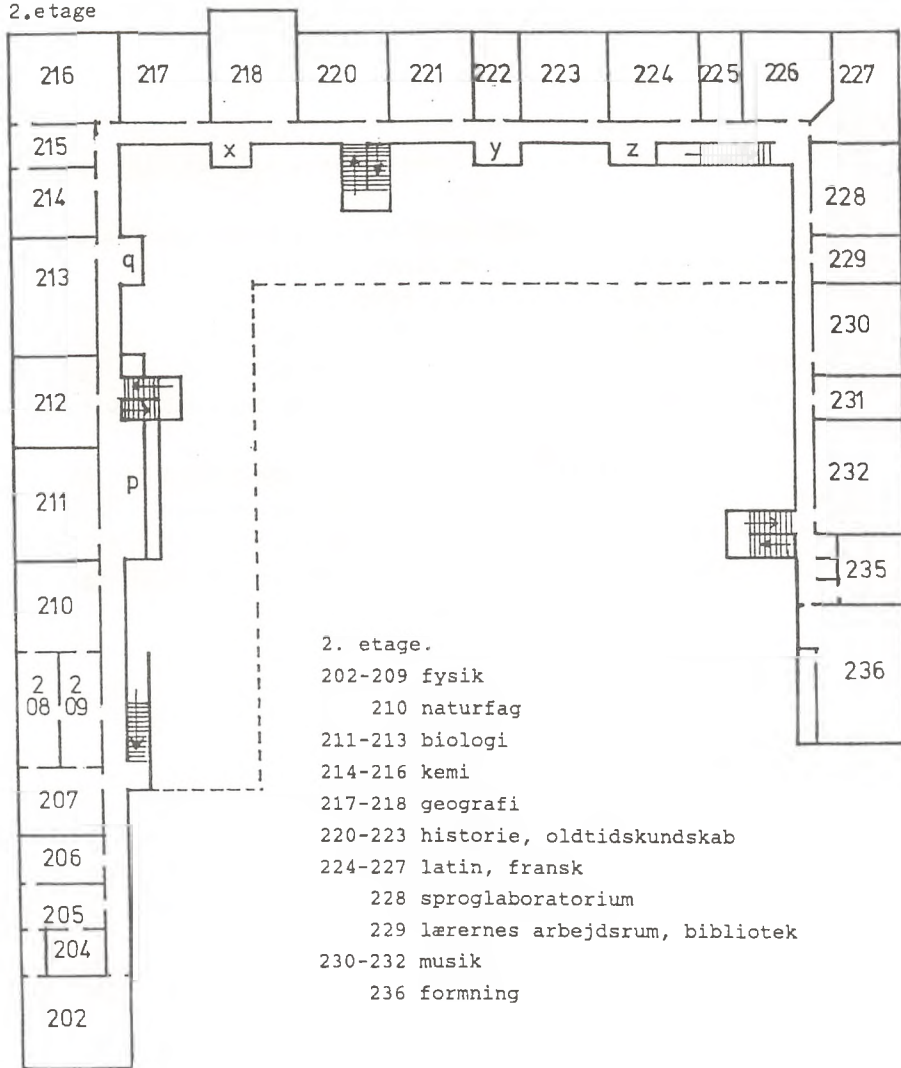 2.etage
216 217 218 220 221 222 223 224 225 226 227
x y z
215
214
228
q
213
229
230
212
231
p
211
232
210
235
2 2
08 09
236
207
206
205
204
202
2. etage.
202-209 fysik
210 naturfag
211-213 biologi
214-216 kemi
217-218 geografi
220-223 historie, oldtidskundskab
224-227 latin, fransk
228 sproglaboratorium
229 lærernes arbejdsrum, bibliotek
230-232 musik
236 formning